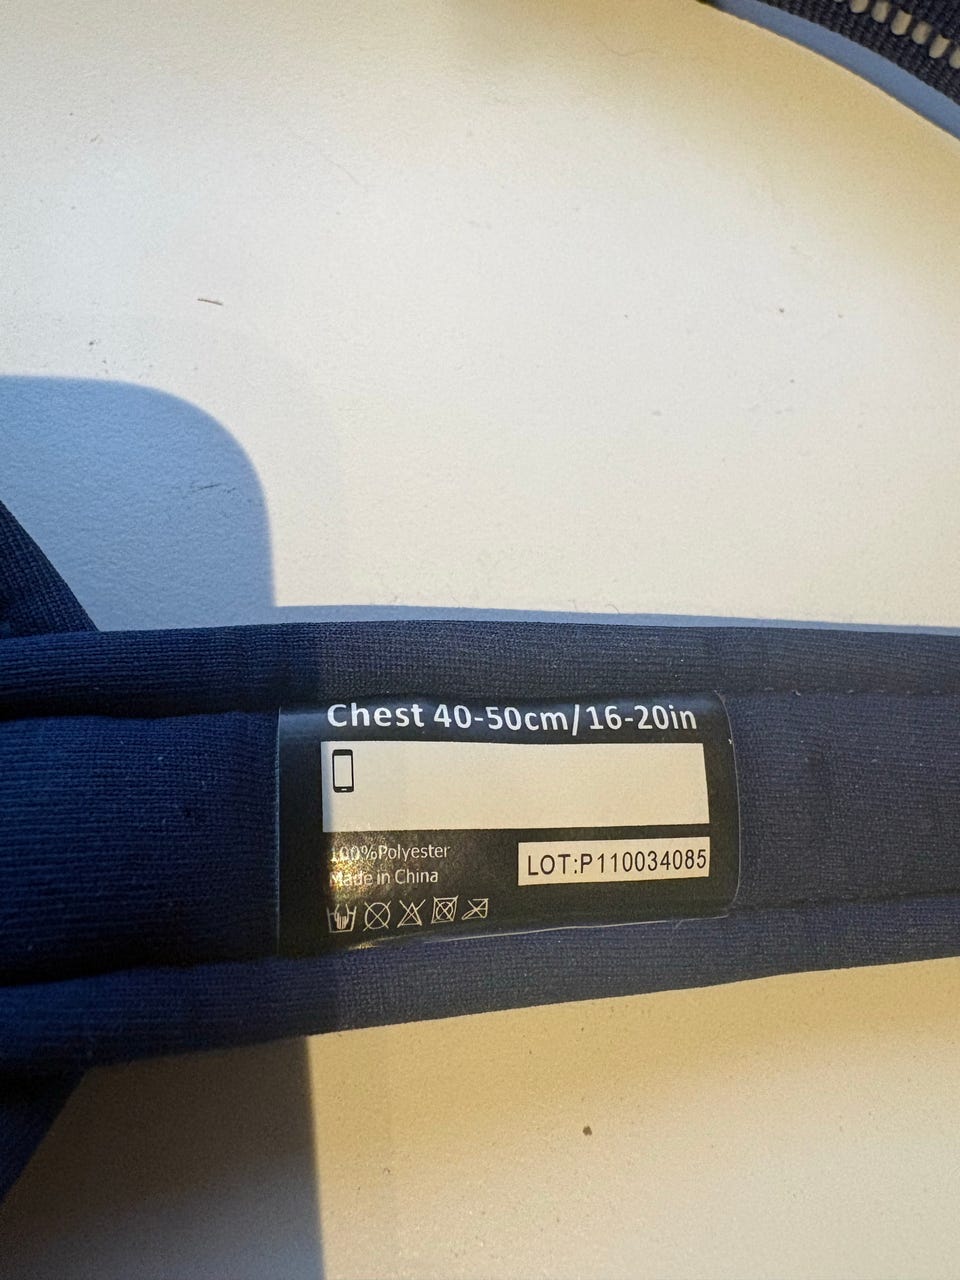 Chest 40-50cm/16-20in
100%Polyester
Made in China
LOT:P110034085